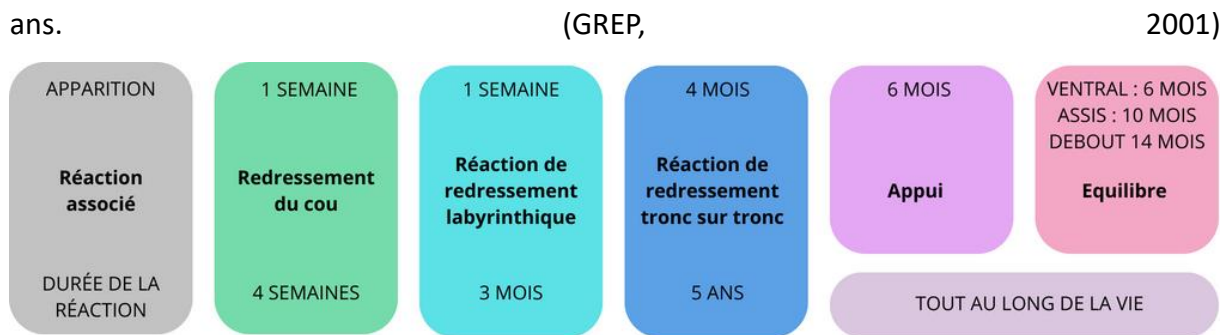 ans. (GREP, 2001)
APPARITION
Réaction
associé
DURÉE DE LA
RÉACTION
1 SEMAINE
Redressement
du cou
4 SEMAINES
1 SEMAINE
Réaction de
redressement
labyrinthique
3 MOIS
4 MOIS
Réaction de
redressement
tronc sur tronc
5 ANS
6 MOIS
Appui
VENTRAL : 6 MOIS
ASSIS : 10 MOIS
DEBOUT 14 MOIS
Equilibre
TOUT AU LONG DE LA VIE